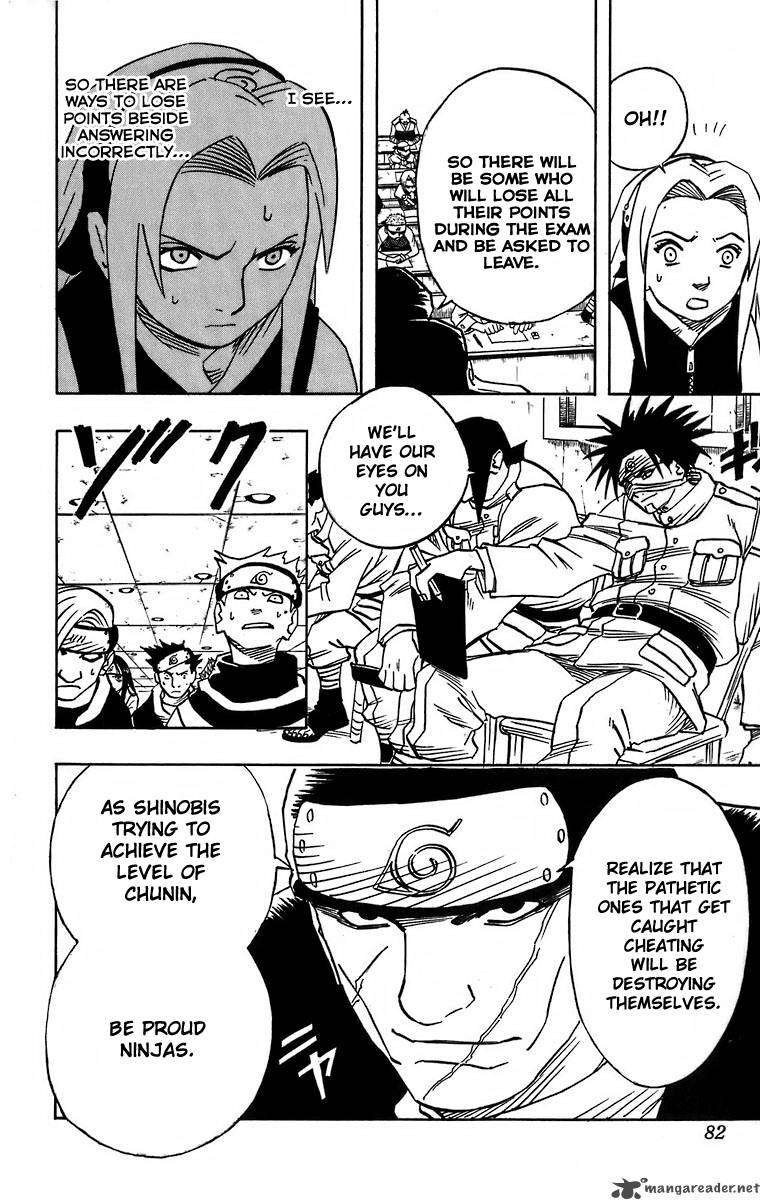 OH!!
SO THERE WILL
BE SOME WHO
WILL LOSE ALL
THEIR POINTS
DURING THE EXAM
AND BE ASKED TO
LEAVE.
I SEE...
SO THERE ARE
WAYS TO LOSE
POINTS BESIDE
ANSWERING
INCORRECTLY...
WE'LL
HAVE OUR
EYES ON
YOU
GUYS...
ギ
ゾク
REALIZE THAT
THE PATHETIC
ONES THAT GET
CAUGHT
CHEATING
WILL BE
DESTROYING
THEMSELVES.
AS SHINOBIS
TRYING TO
ACHIEVE THE
LEVEL OF
CHUNIN,
BE PROUD
NINJAS.
ニヤ
82
mangareader.net